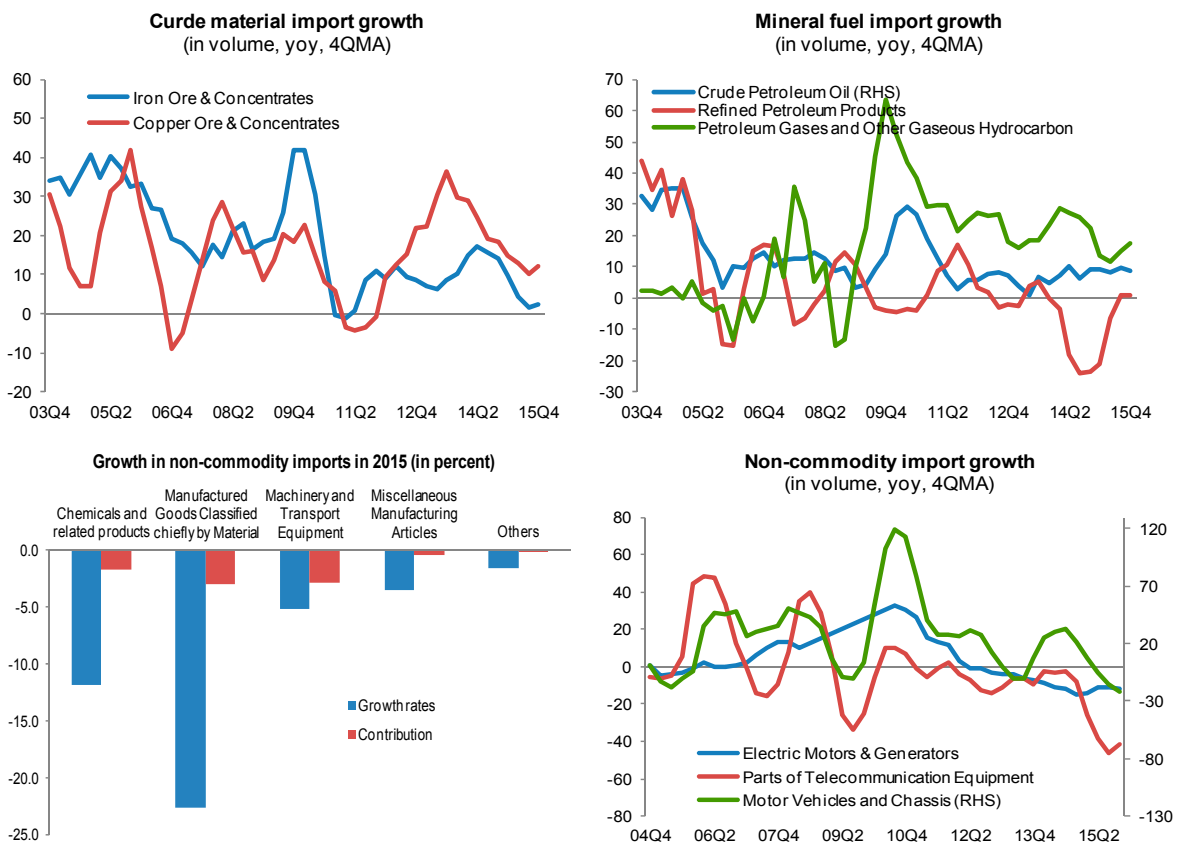 Curde material import growth
(in volume, yoy, 4QMA)
60
50
40
30
20
10
0
-10
-20
Iron Ore & Concentrates
Copper Ore & Concentrates
03Q4 05Q2 06Q4 08Q2 09Q4 11Q2 12Q4 14Q2 15Q4
Mineral fuel import growth
(in volume, yoy, 4QMA)
70
60
50
40
30
20
10
0
-10
-20
-30
Crude Petroleum Oil (RHS)
Refined Petroleum Products
Petroleum Gases and Other Gaseous Hydrocarbon
03Q4 05Q2 06Q4 08Q2 09Q4 11Q2 12Q4 14Q2 15Q4
Growth in non-commodity imports in 2015 (in percent)
Chemicals and
related products
Manufactured
Goods Classified
chiefly by Material
Machinery and
Transport
Equipment
Miscellaneous
Manufacturing
Articles
Others
0.0
-5.0
-10.0
-15.0
-20.0
-25.0
Growth rates
Contribution
Non-commodity import growth
(in volume, yoy, 4QMA)
80
60
40
20
0
-20
-40
-60
-80
120
70
20
-30
-80
-130
Electric Motors & Generators
Parts of Telecommunication Equipment
Motor Vehicles and Chassis (RHS)
04Q4 06Q2 07Q4 09Q2 10Q4 12Q2 13Q4 15Q2